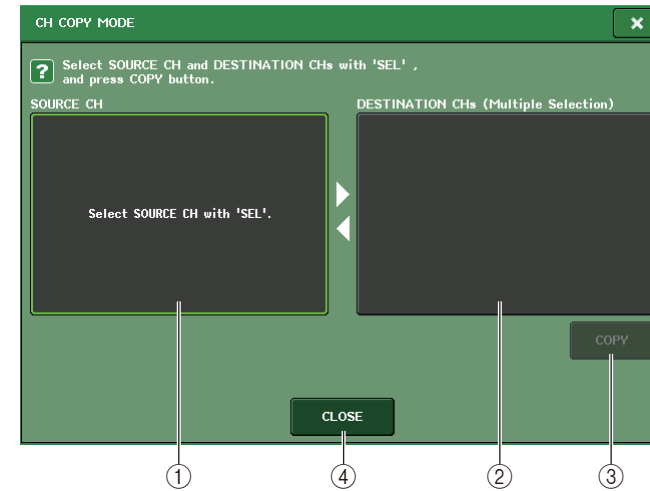 CH COPY MODE
? Select SOURCE CH and DESTINATION CHs with 'SEL' ,
and press COPY button.
SOURCE CH
DESTINATION CHs (Multiple Selection)
Select SOURCE CH with 'SEL'.
COPY
CLOSE
① ④ ② ③